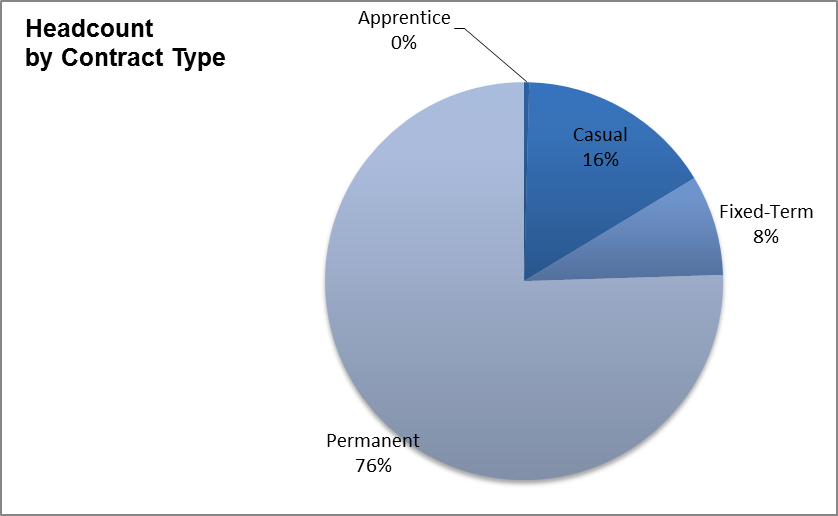 Headcount
by Contract Type
Apprentice
0%
Casual
16%
Fixed-Term
8%
Permanent
76%